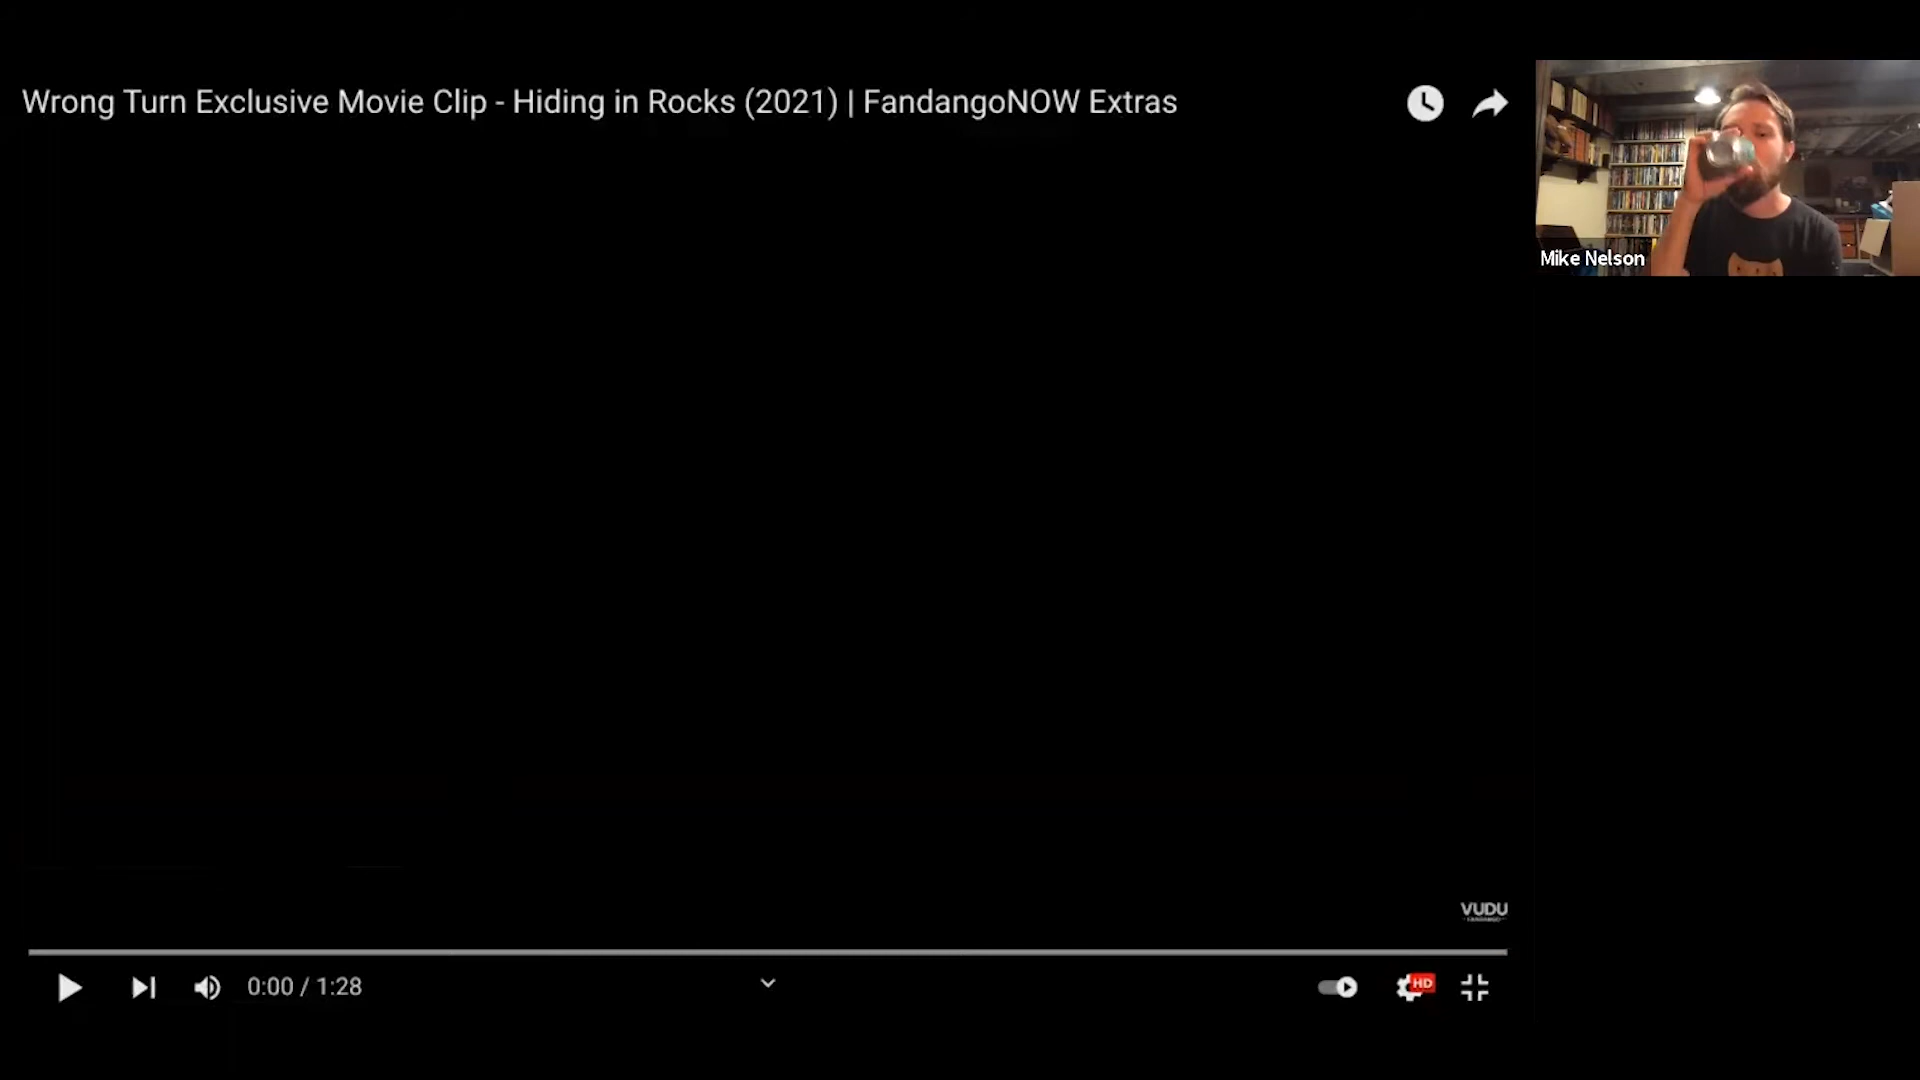 Wrong Turn Exclusive Movie Clip - Hiding in Rocks (2021) | FandangoNOW Extras
Mike Nelson
VUDU
0:00 / 1:28
HD